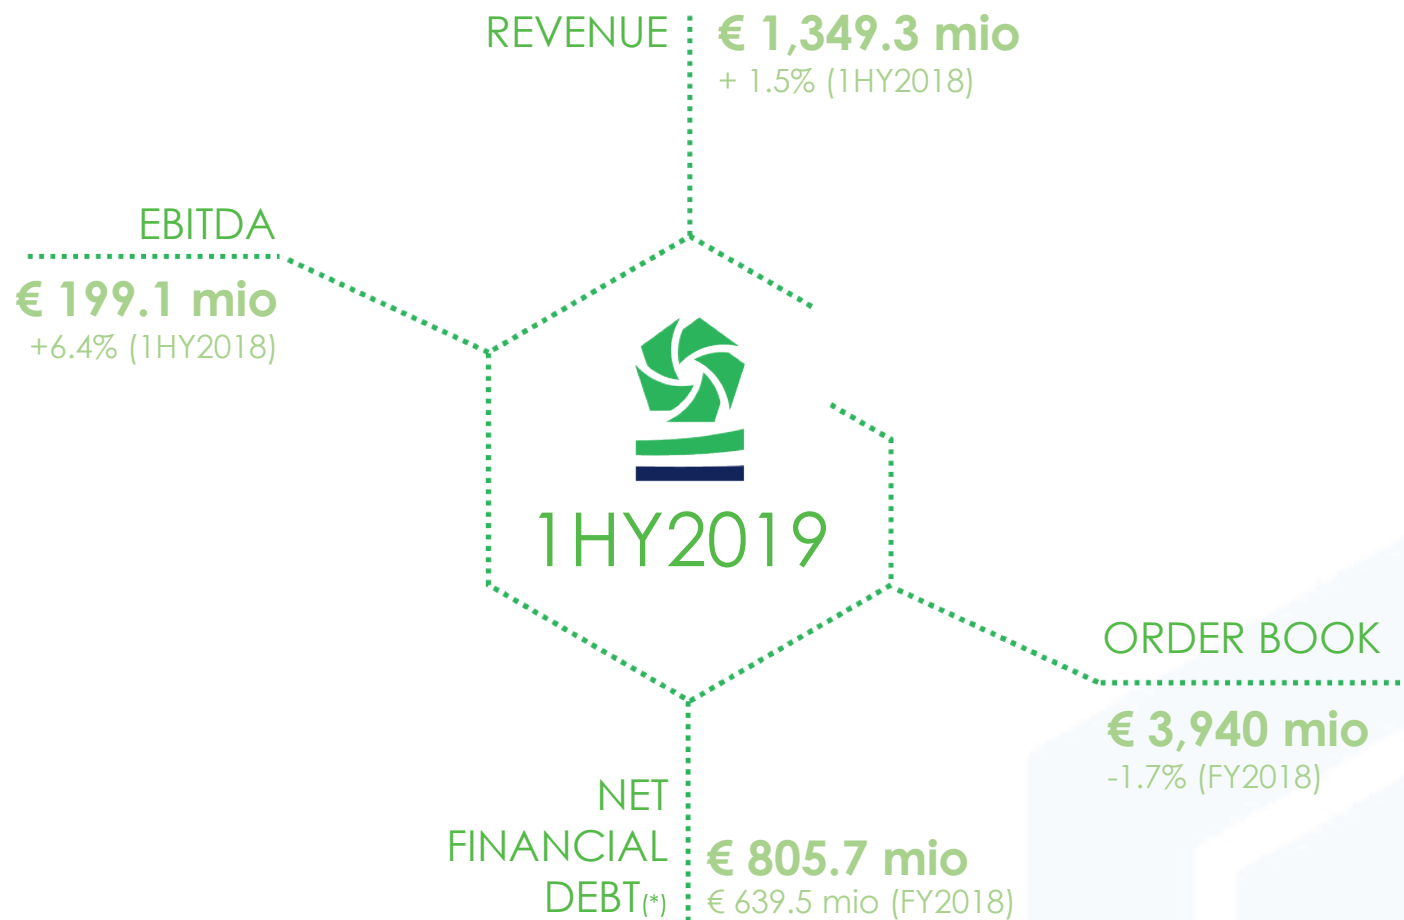 REVENUE
€ 1,349.3 mio
+ 1.5% (1HY2018)
EBITDA
€ 199.1 mio
+6.4% (1HY2018)
1HY2019
ORDER BOOK
€ 3,940 mio
-1.7% (FY2018)
NET
FINANCIAL
DEBT(*)
€ 805.7 mio
€ 639.5 mio (FY2018)